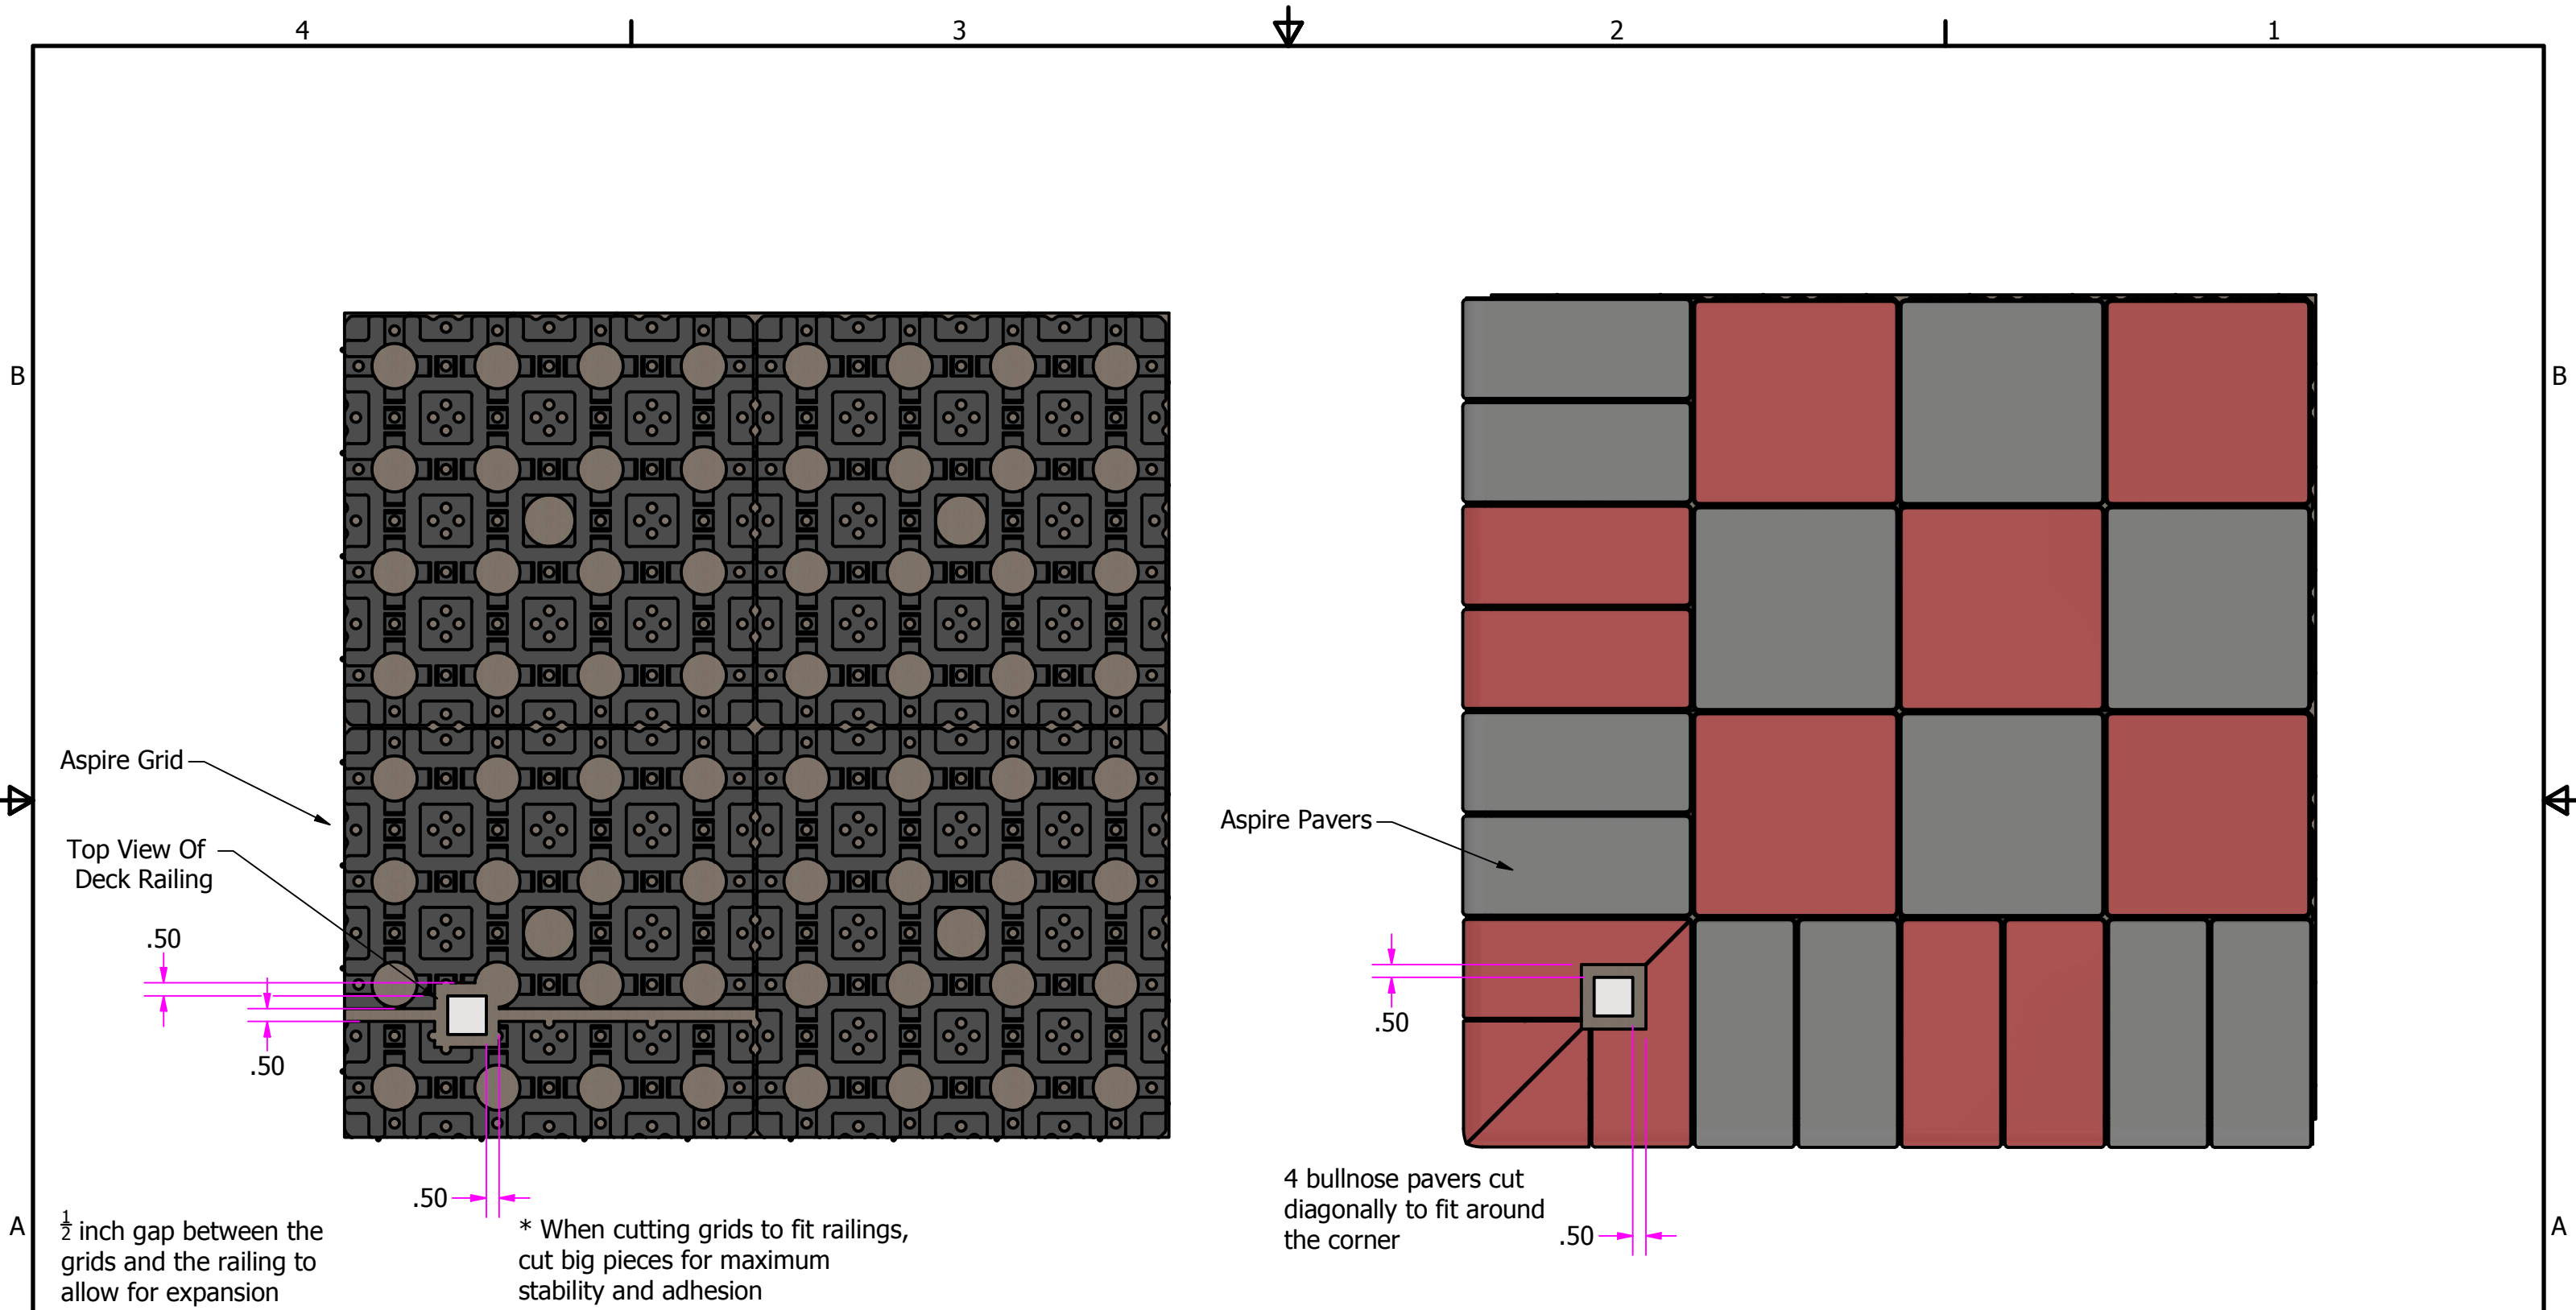 4
3
2
1
B
B
Aspire Grid
Top View Of
Deck Railing
Aspire Pavers
.50
.50
.50
.50
.50
A
A
1/2 inch gap between the
grids and the railing to
allow for expansion
* When cutting grids to fit railings,
cut big pieces for maximum
stability and adhesion
4 bullnose pavers cut
diagonally to fit around
the corner